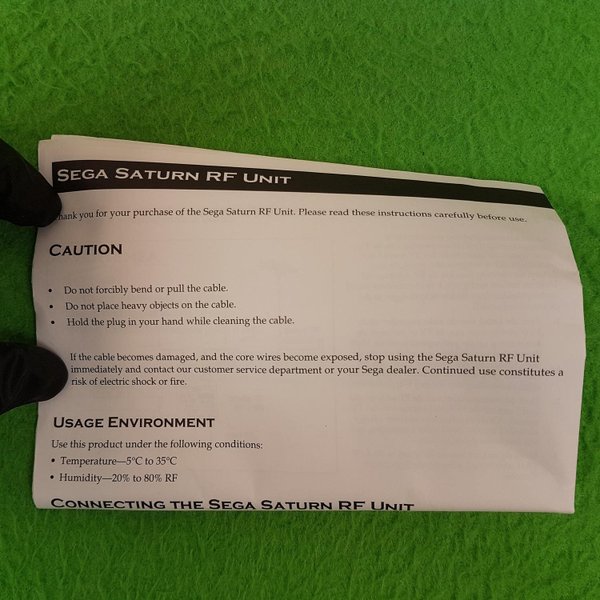 SEGA SATURN RF UNIT
Thank you for your purchase of the Sega Saturn RF Unit. Please read these instructions carefully before use.
CAUTION
• Do not forcibly bend or pull the cable.
• Do not place heavy objects on the cable.
• Hold the plug in your hand while cleaning the cable.
If the cable becomes damaged, and the core wires become exposed, stop using the Sega Saturn RF Unit
immediately and contact our customer service department or your Sega dealer. Continued use constitutes a
risk of electric shock or fire.
USAGE ENVIRONMENT
Use this product under the following conditions:
• Temperature—5°C to 35°C
• Humidity—20% to 80% RF
CONNECTING THE SEGA SATURN RF UNIT